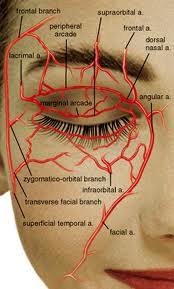 frontal branch
peripheral
arcade
supraorbital a.
frontal a.
lacrimal a.
dorsal
nasal a.
marginal arcade
angular a.
zygomatico-orbital branch
infraorbital a.
transverse facial branch
superficial temporal a.
facial a.